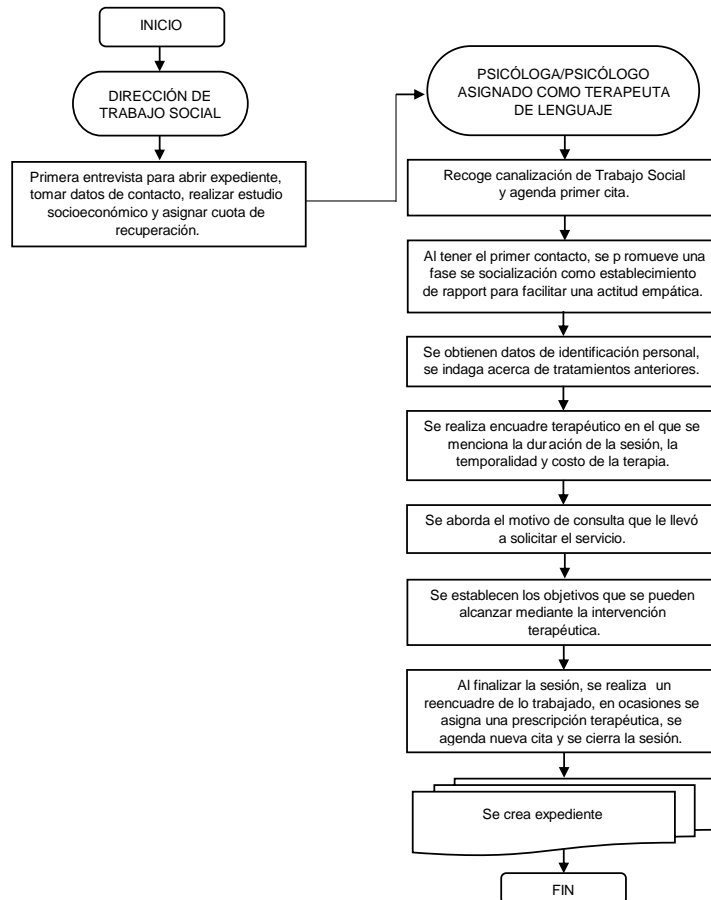 INICIO
DIRECCIÓN DE
TRABAJO SOCIAL
Primera entrevista para abrir expediente,
tomar datos de contacto, realizar estudio
socioeconómico y asignar cuota de
recuperación.
PSICÓLOGA/PSICÓLOGO
ASIGNADO COMO TERAPEUTA
DE LENGUAJE
Recoge canalización de Trabajo Social
y agenda primer cita.
Al tener el primer contacto, se p romueve una
fase se socialización como establecimiento
de rapport para facilitar una actitud empática.
Se obtienen datos de identificación personal,
se indaga acerca de tratamientos anteriores.
Se realiza encuadre terapéutico en el que se
menciona la duración de la sesión, la
temporalidad y costo de la terapia.
Se aborda el motivo de consulta que le llevó
a solicitar el servicio.
Se establecen los objetivos que se pueden
alcanzar mediante la intervención
terapéutica.
Al finalizar la sesión, se realiza un
reencuadre de lo trabajado, en ocasiones se
asigna una prescripción terapéutica, se
agenda nueva cita y se cierra la sesión.
Se crea expediente
FIN